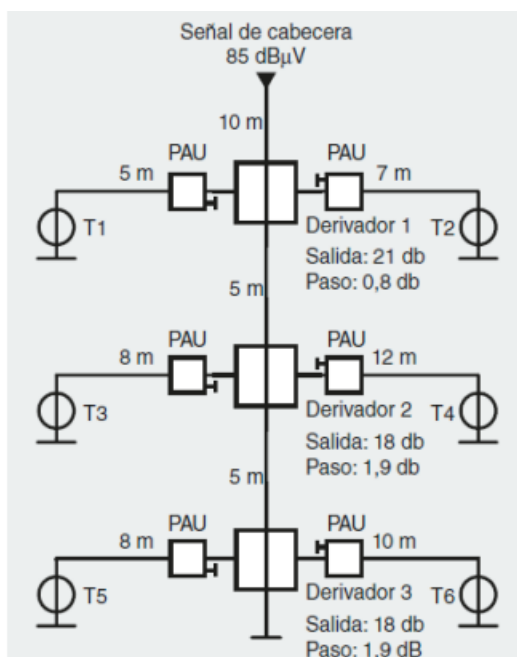 Señal de cabecera
85 dBµV
10 m
PAU
PAU
5 m
7 m
T1
Derivador 1
T2
Salida: 21 db
Paso: 0,8 db
5 m
PAU
PAU
8 m
12 m
T3
Derivador 2
T4
Salida: 18 db
Paso: 1,9 db
5 m
PAU
PAU
8 m
10 m
T5
Derivador 3
T6
Salida: 18 db
Paso: 1,9 dB